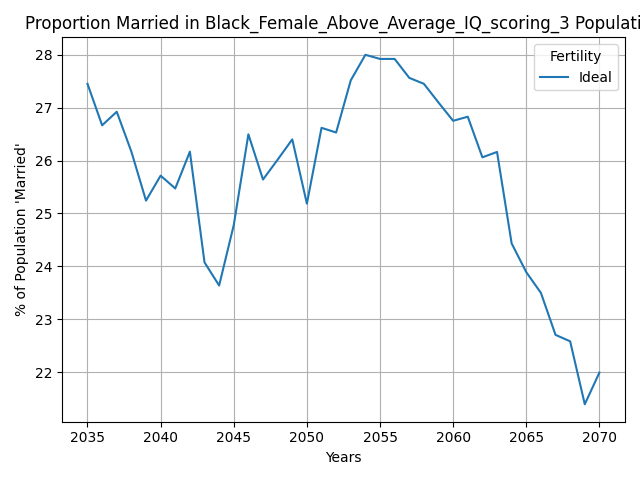 Proportion Married in Black_Female_Above_Average_IQ_scoring_3 Populati
Fertility
Ideal
% of Population 'Married'
28
27
26
25
24
23
22
2035 2040 2045 2050 2055 2060 2065 2070
Years